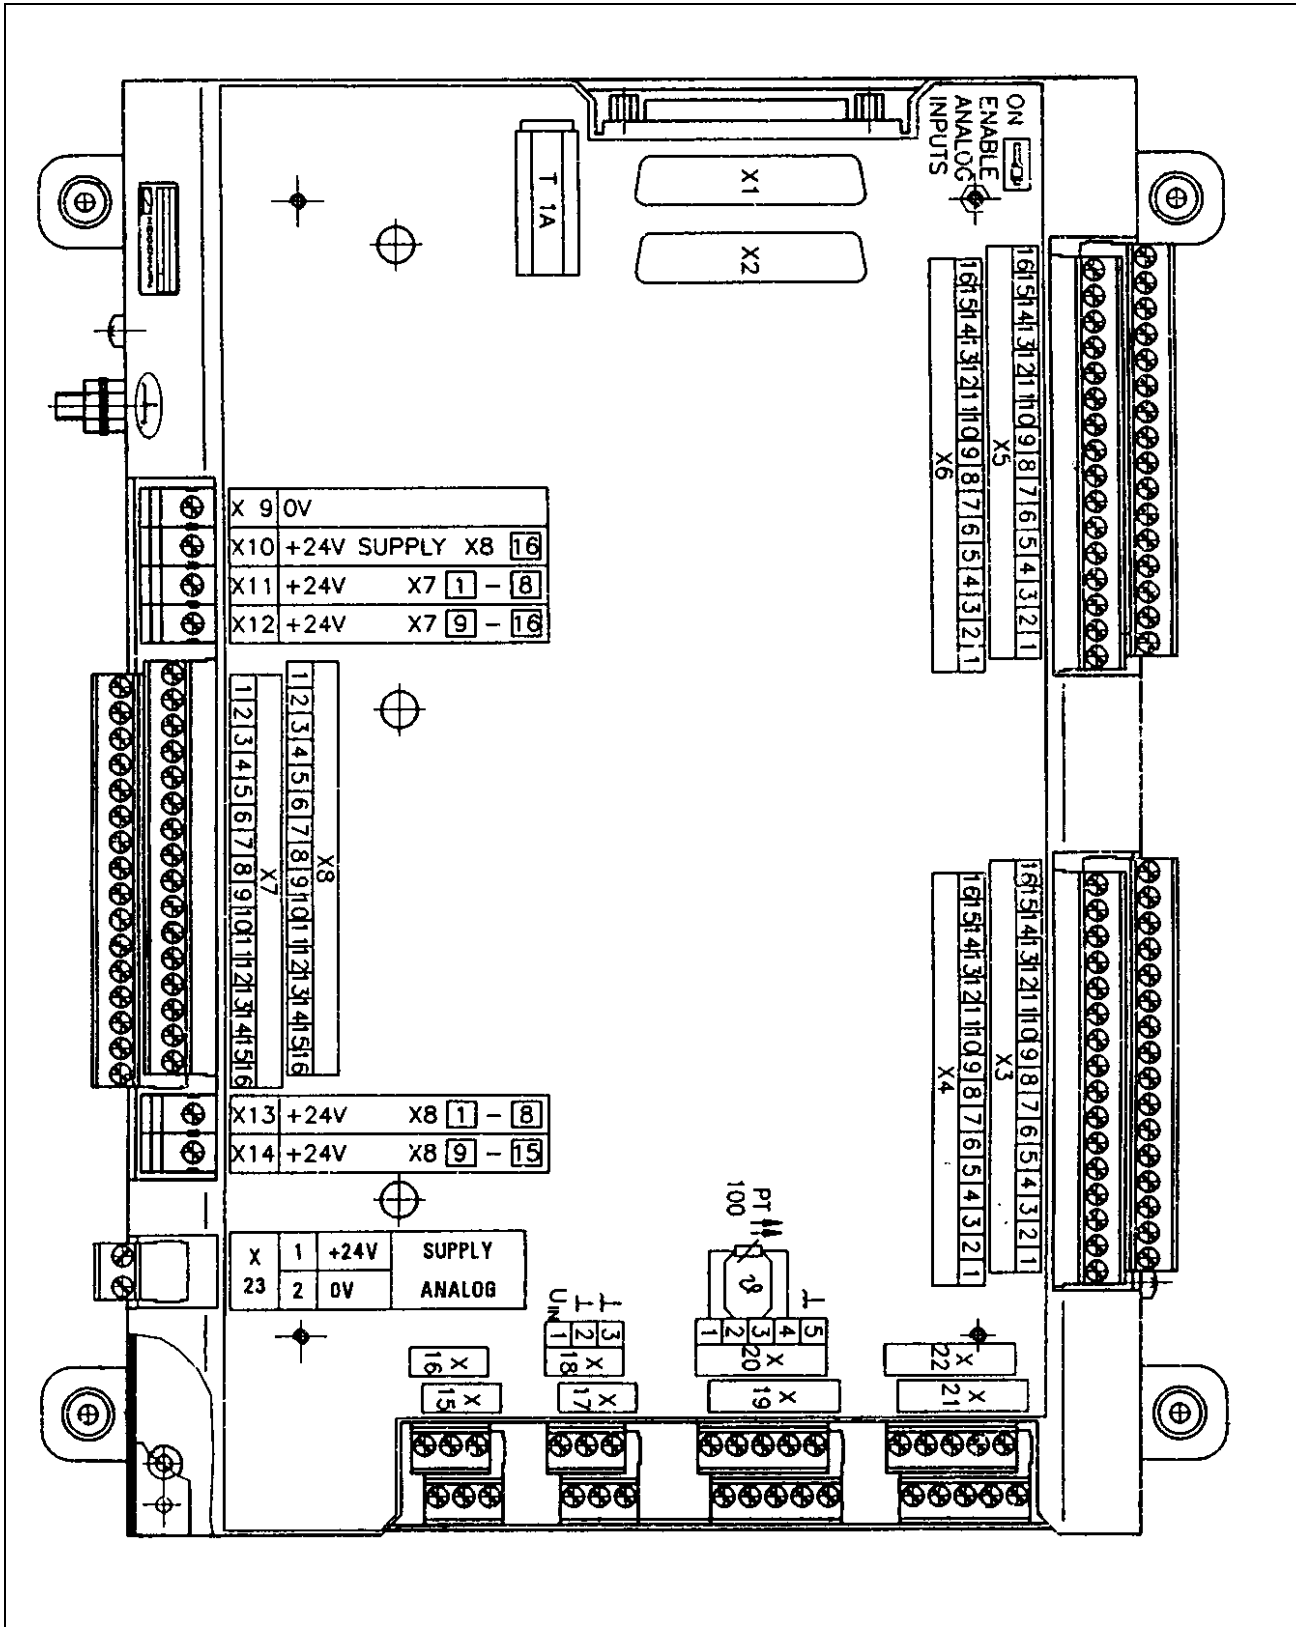 ON
ENABLE
ANALOG
INPUTS
T 1A
X1
X2
16 15 14 13 12 11 10 9 8 7 6 5 4 3 2 1
X5
16 15 14 13 12 11 10 9 8 7 6 5 4 3 2 1
X6
X 9 0V
X10 +24V SUPPLY X8 16
X11 +24V X7 1 - 8
X12 +24V X7 9 - 16
1 2 3 4 5 6 7 8 9 10 11 12 13 14 15 16
X8
1 2 3 4 5 6 7 8 9 10 11 12 13 14 15 16
X7
16 15 14 13 12 11 10 9 8 7 6 5 4 3 2 1
X3
16 15 14 13 12 11 10 9 8 7 6 5 4 3 2 1
X4
X13 +24V X8 1 - 8
X14 +24V X8 9 - 15
X 23
1 +24V
2 0V
SUPPLY
ANALOG
PT
100
ϑ
UIN
1 2 3
1 2 3 4 5
X 16
X 18
X 20
X 22
X 15
X 17
X 19
X 21